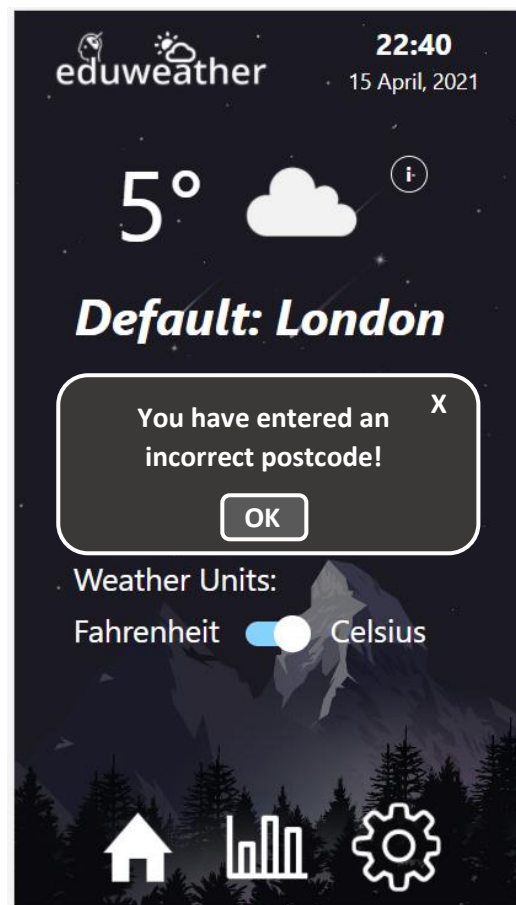 eduweather
22:40
15 April, 2021
5°
i
Default: London
X
You have entered an
incorrect postcode!
OK
Weather Units:
Fahrenheit Celsius